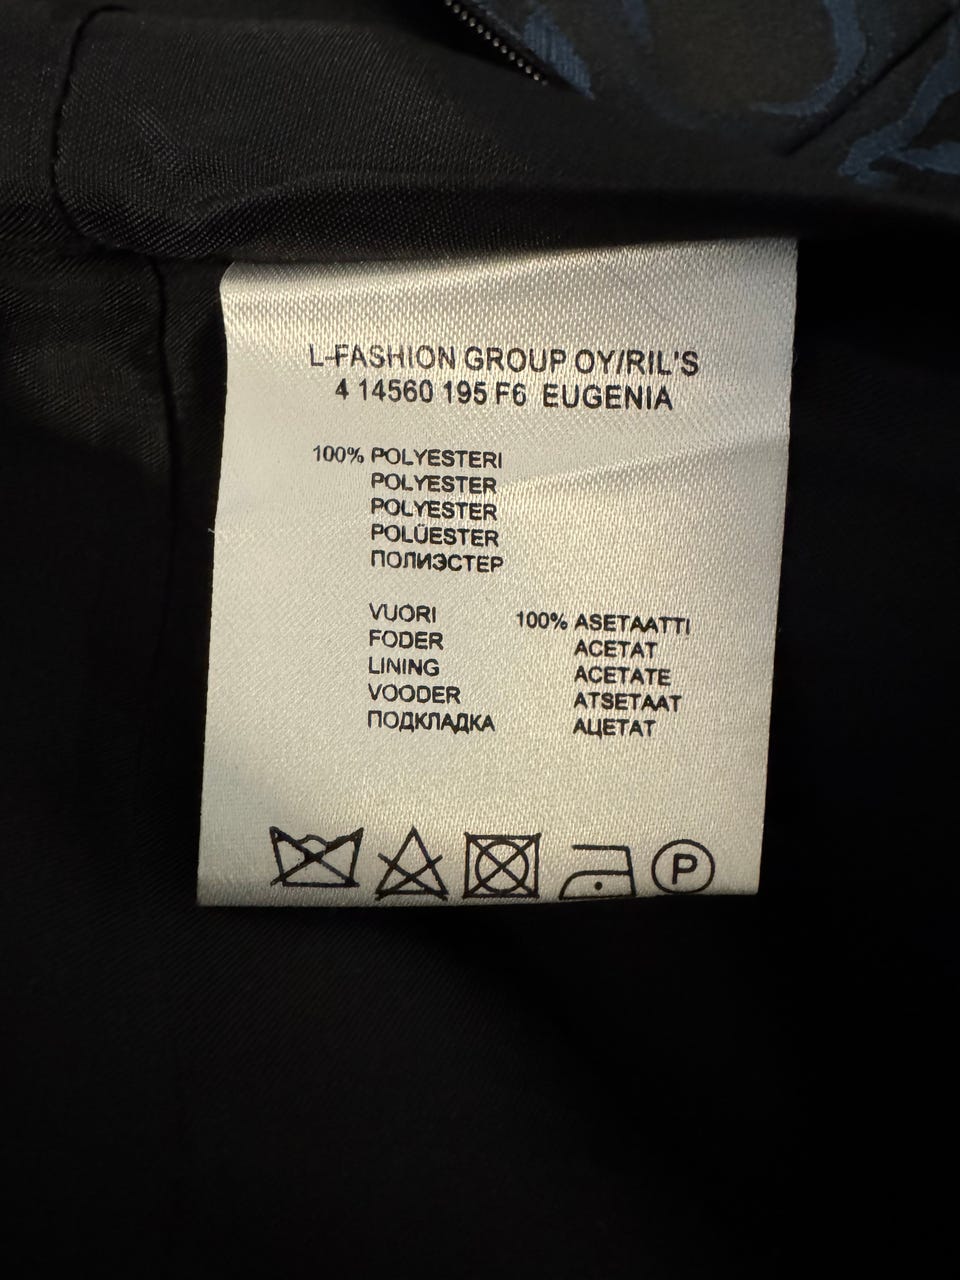 L-FASHION GROUP OY/RIL'S
4 14560 195 F6 EUGENIA
100% POLYESTERI
POLYESTER
POLYESTER
POLÜESTER
ПОЛИЭСТЕР
VUORI 100% ASETAATTI
FODER ACETAT
LINING ACETATE
VOODER ATSETAAT
ПОДКЛАДКА АЦЕТАТ
P